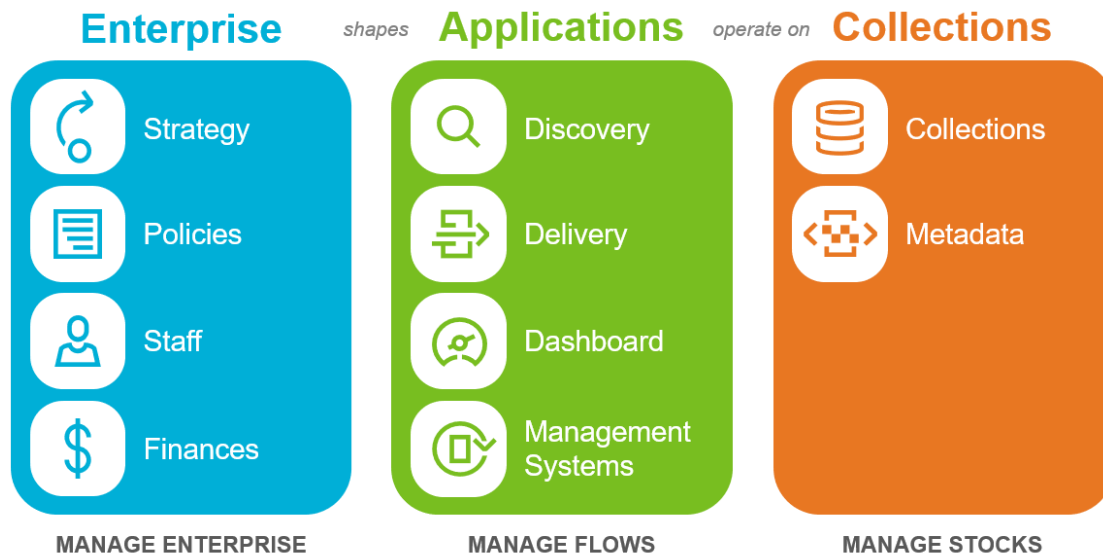 Enterprise shapes Applications operate on Collections
Strategy
Policies
Staff
Finances
Discovery
Delivery
Dashboard
Management
Systems
Collections
Metadata
MANAGE ENTERPRISE
MANAGE FLOWS
MANAGE STOCKS